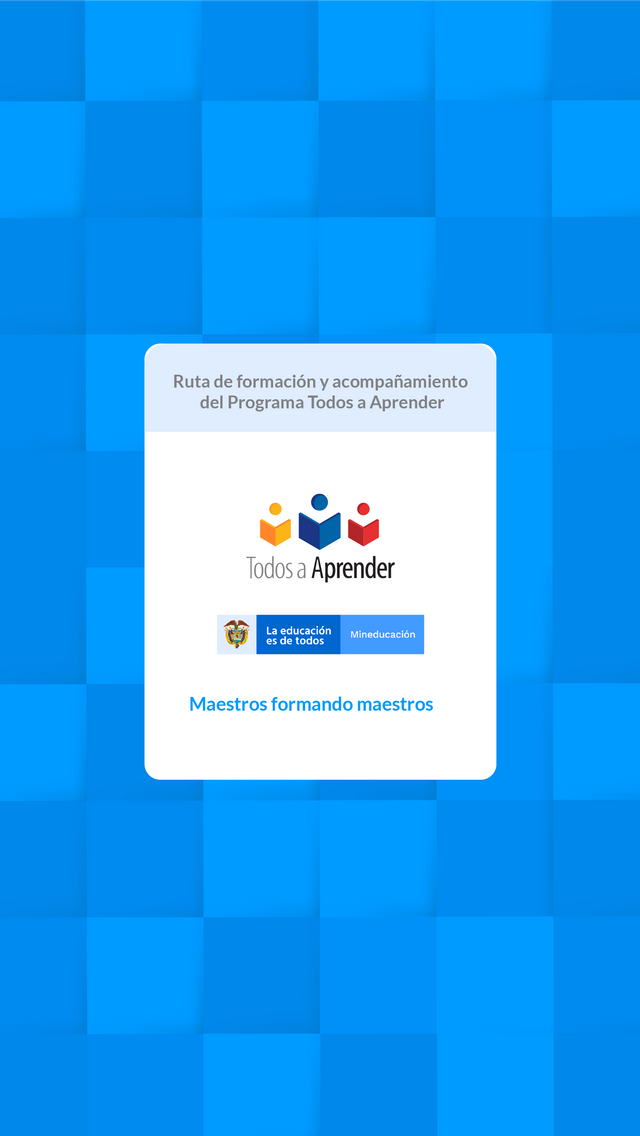 Ruta de formación y acompañamiento
del Programa Todos a Aprender
Todos a Aprender
La educación
es de todos
Mineducación
Maestros formando maestros